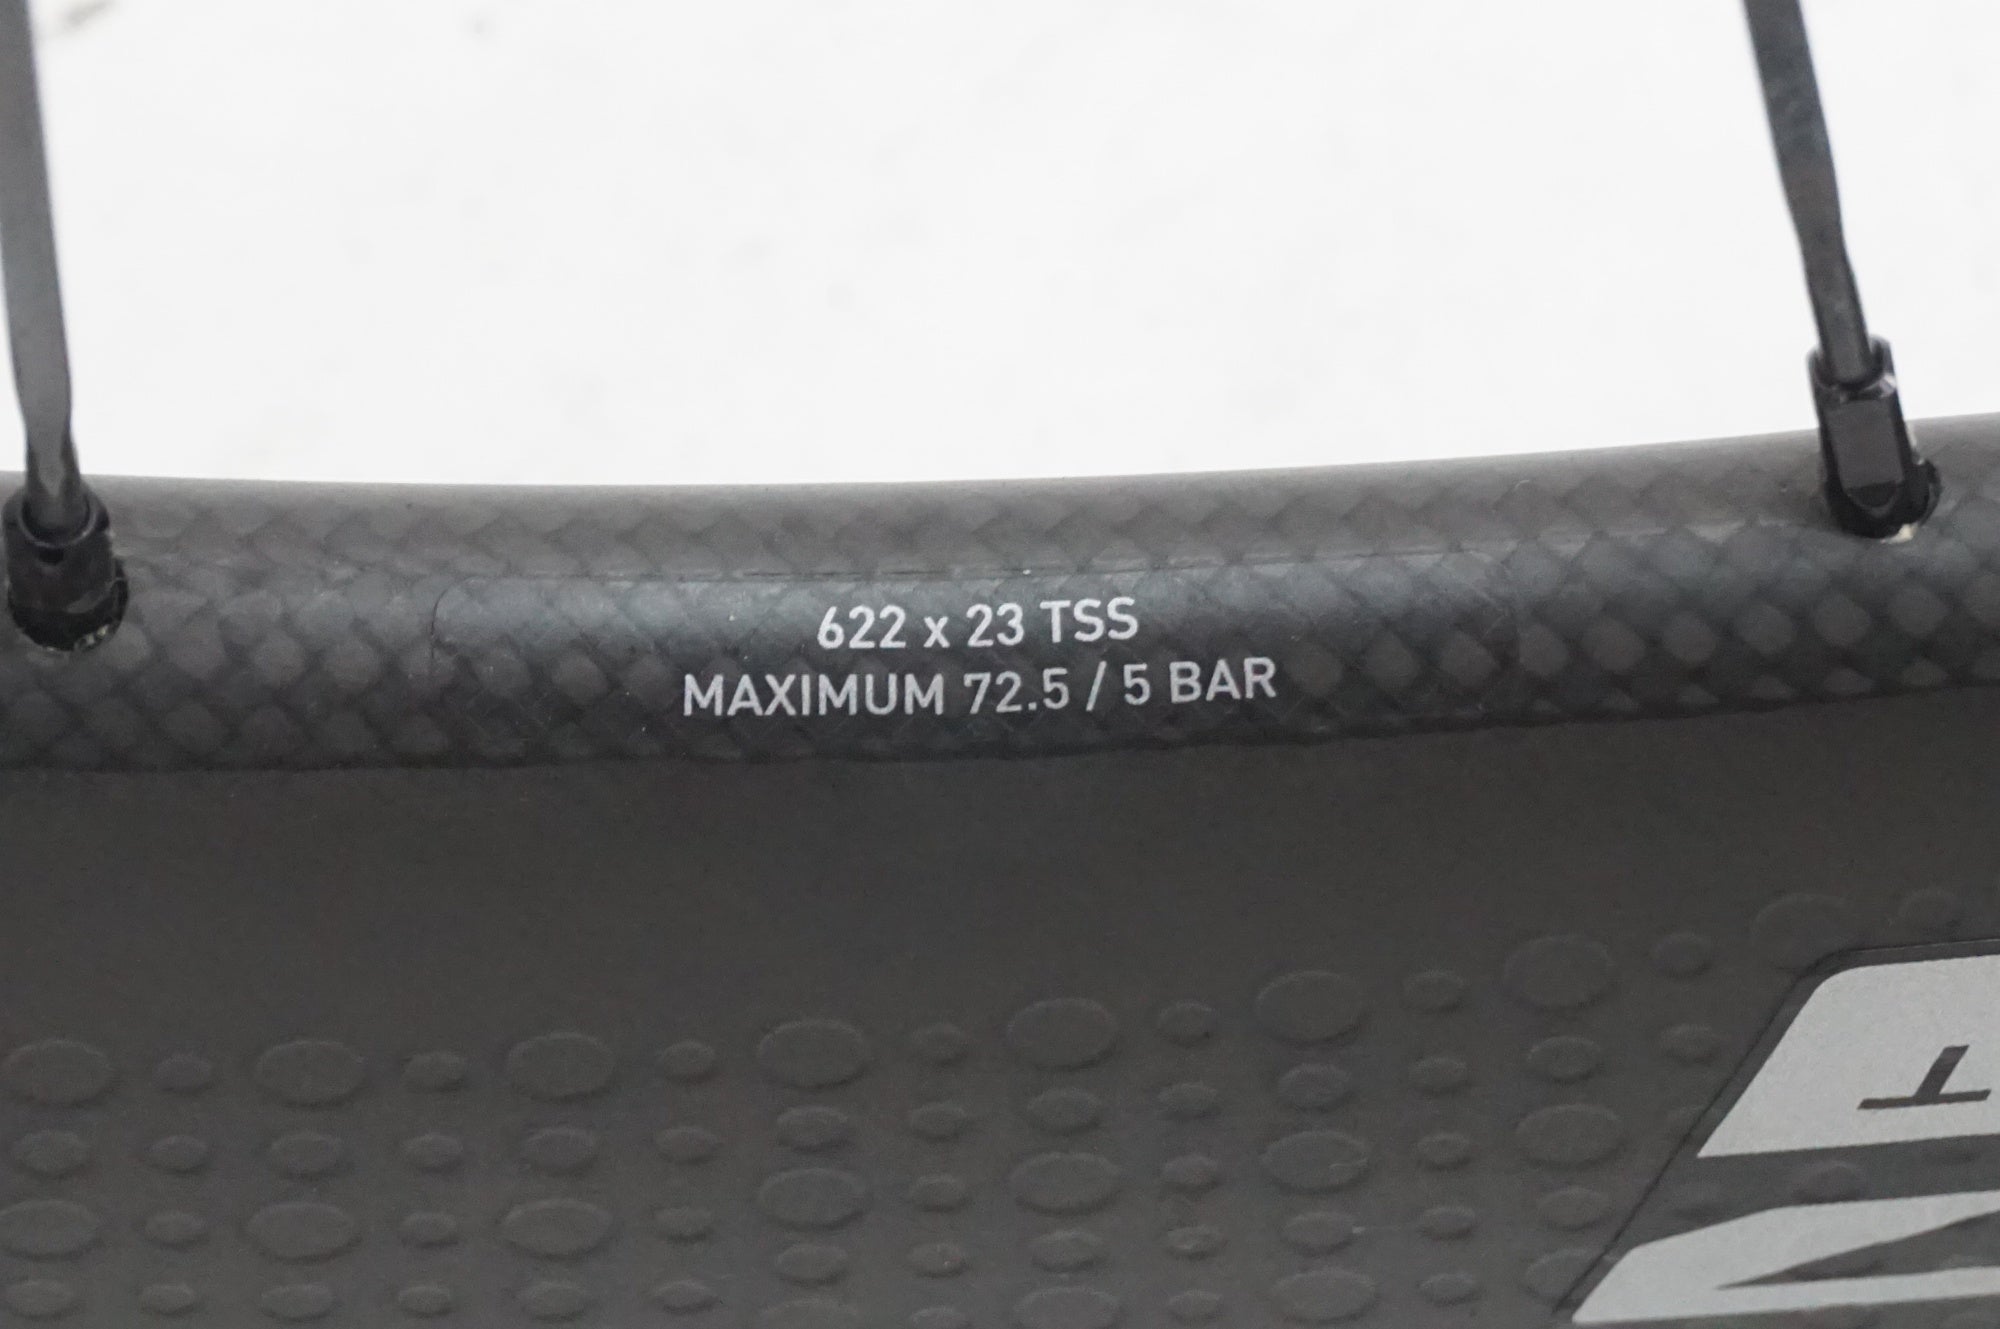 622 x 23 TSS
MAXIMUM 72.5 / 5 BAR